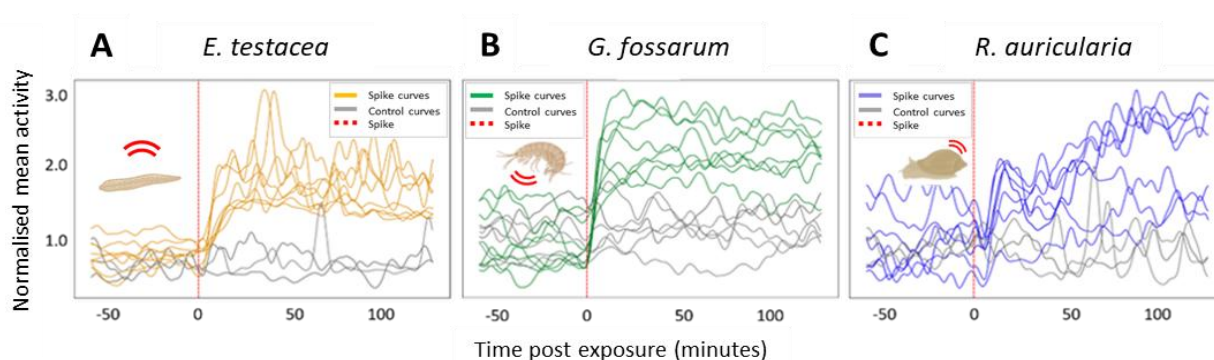 A
E. testacea
B
G. fossarum
C
R. auricularia
Normalised mean activity
3.0
2.0
1.0
Spike curves
Control curves
Spike
Spike curves
Control curves
Spike
Spike curves
Control curves
Spike
-50 0 50 100
-50 0 50 100
-50 0 50 100
Time post exposure (minutes)